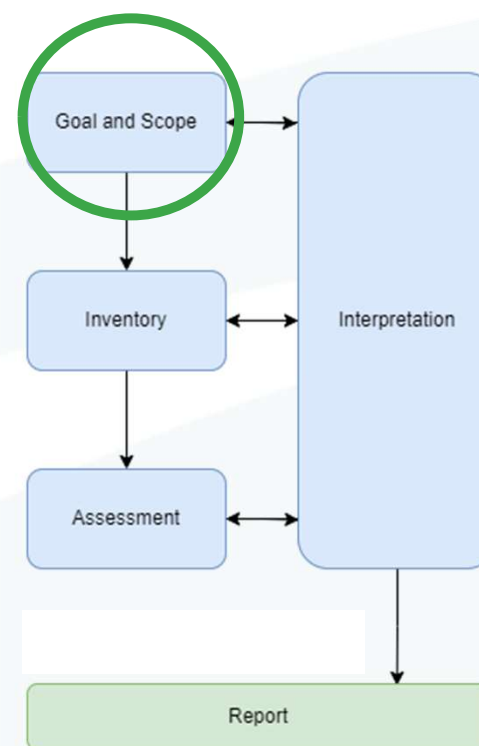 Goal and Scope
Inventory
Interpretation
Assessment
Report